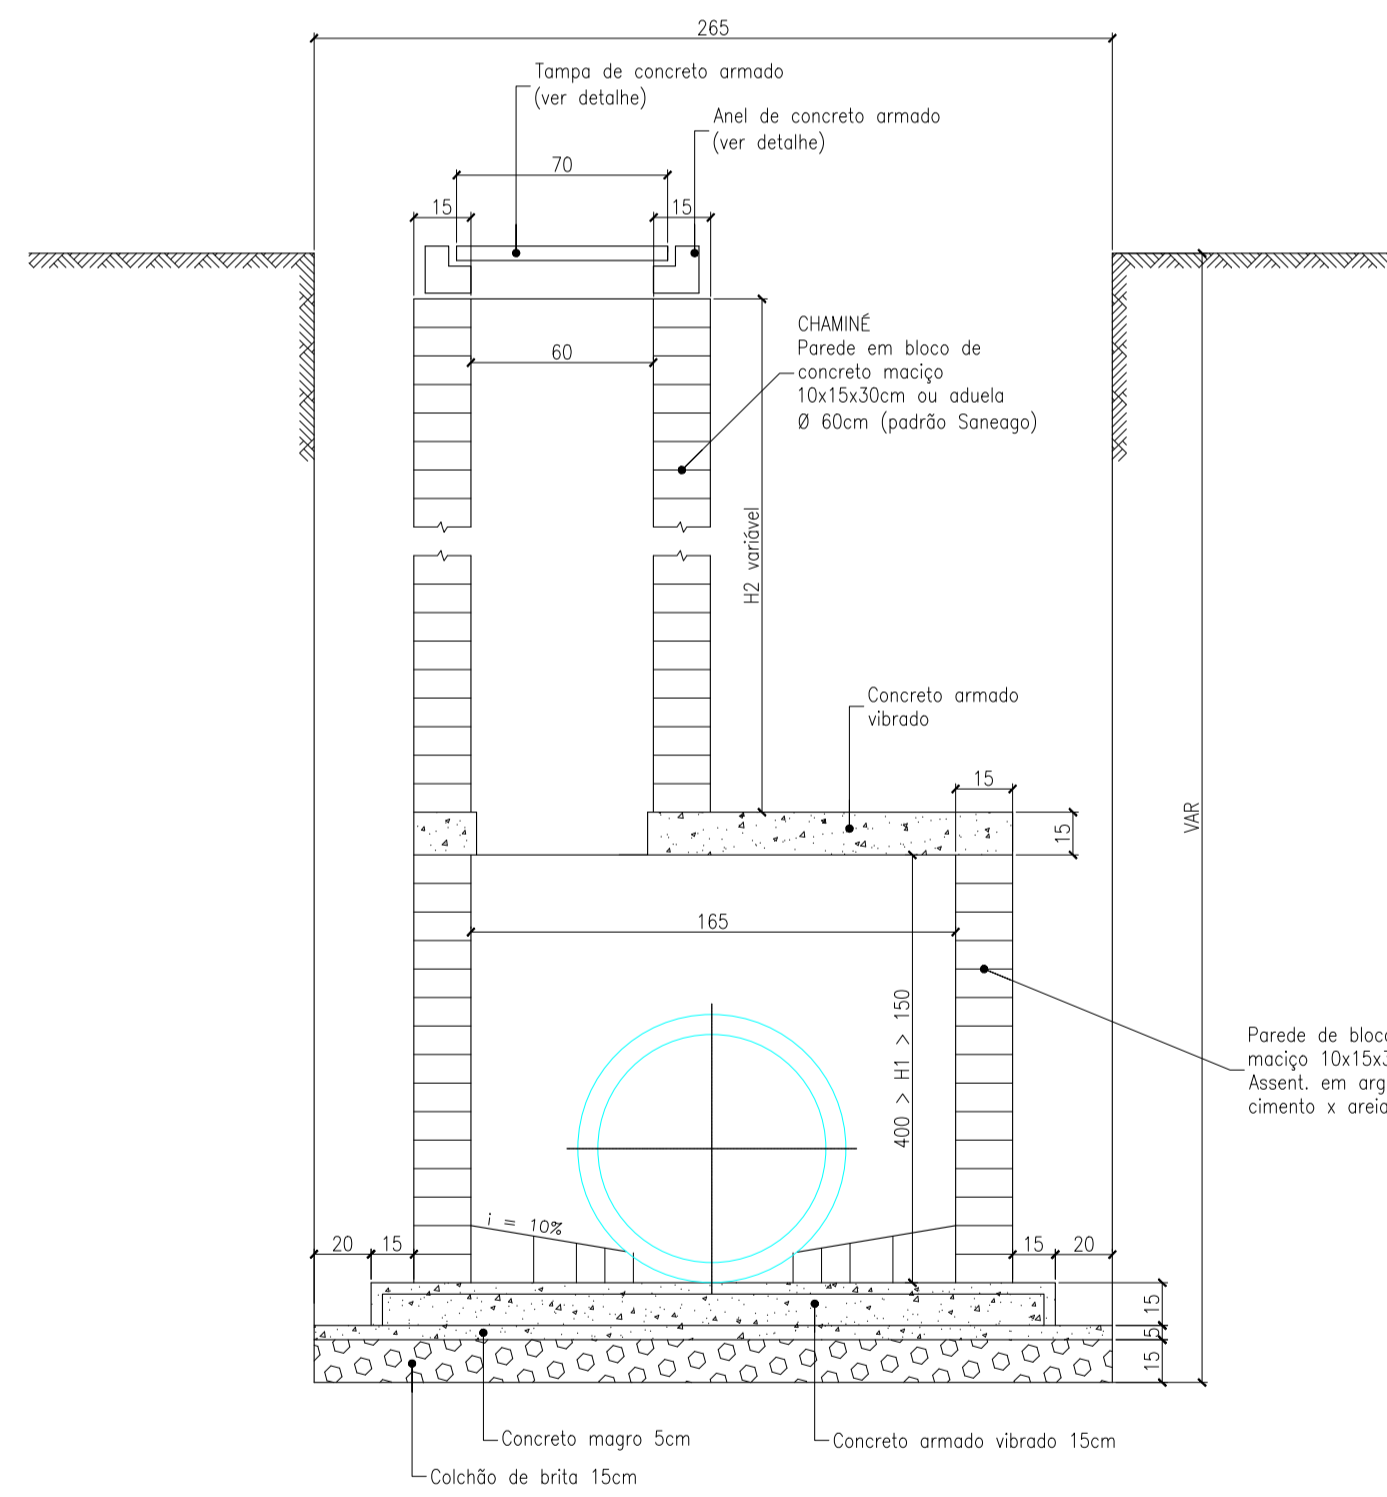 265
Tampa de concreto armado
(ver detalhe)
Anel de concreto armado
(ver detalhe)
70
15
15
CHAMINÉ
Parede em bloco de
concreto maciço
10x15x30cm ou aduela
Ø 60cm (padrão Saneago)
60
H2 variável
Concreto armado
vibrado
15
15
VAR
165
400 > H1 > 150
Parede de bloco
maciço 10x15x3
Assent. em arg
cimento x areia
i = 10%
20
15
15
20
15
5
15
Concreto magro 5cm
Concreto armado vibrado 15cm
Colchão de brita 15cm